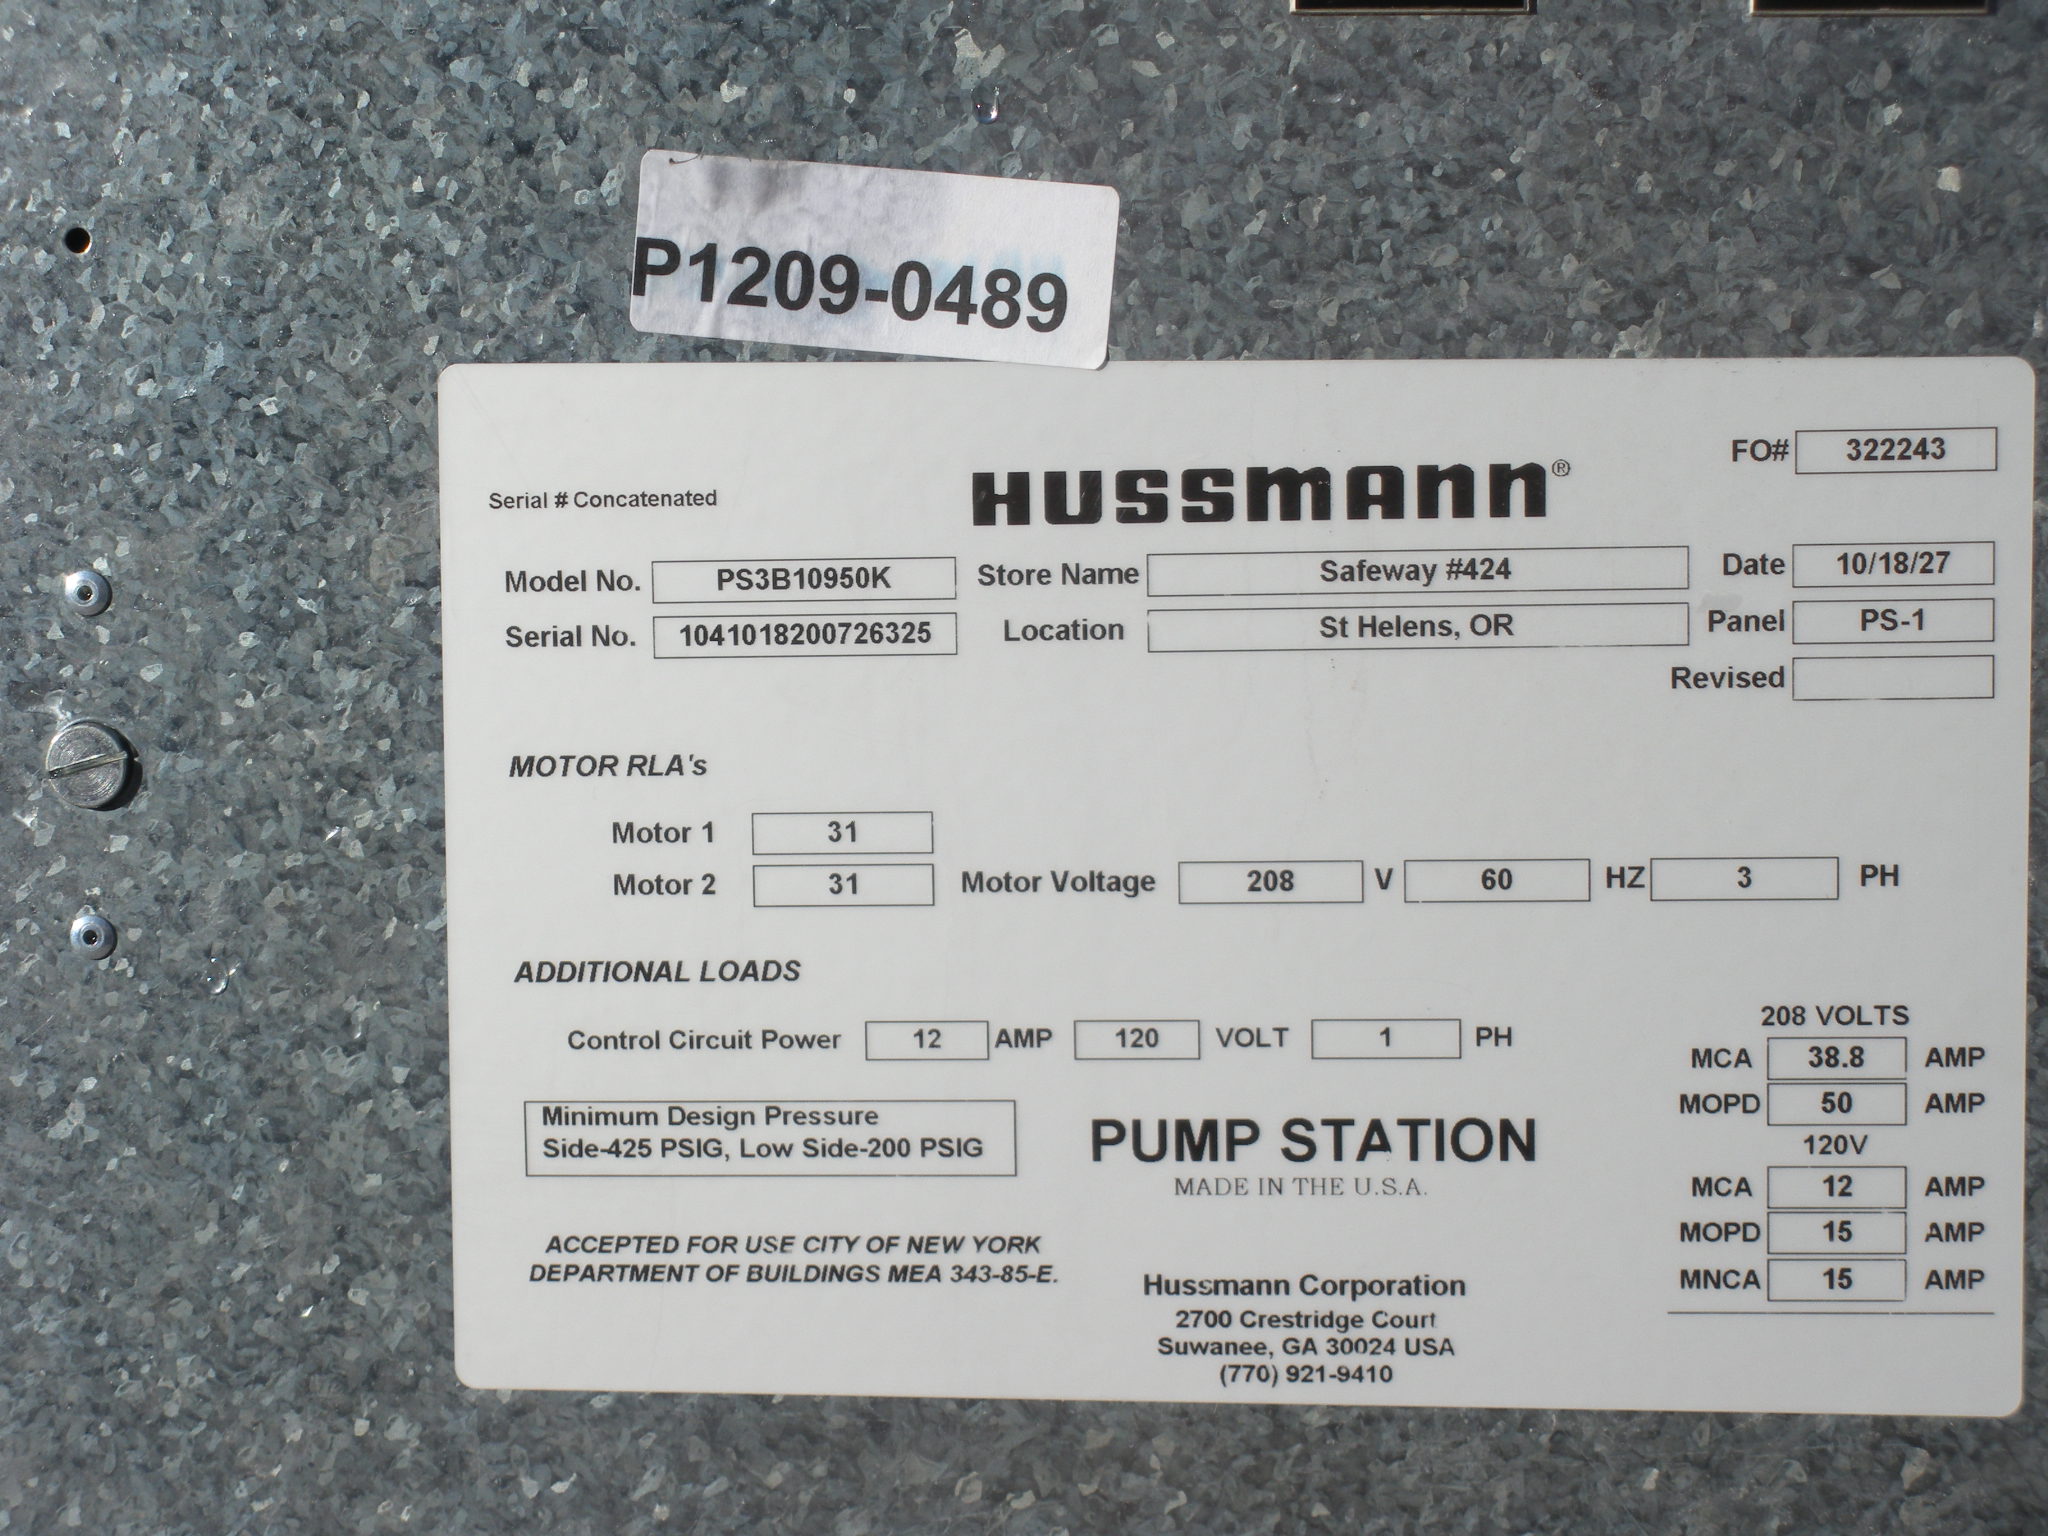 P1209-0489
FO# 322243
HUSSMANN®
Serial # Concatenated
Model No. PS3B10950K Store Name Safeway #424 Date 10/18/27
Serial No. 1041018200726325 Location St Helens, OR Panel PS-1
Revised
MOTOR RLA's
Motor 1 31
Motor 2 31 Motor Voltage 208 V 60 HZ 3 PH
ADDITIONAL LOADS
Control Circuit Power 12 AMP 120 VOLT 1 PH
208 VOLTS
MCA 38.8 AMP
MOPD 50 AMP
120V
MCA 12 AMP
MOPD 15 AMP
MNCA 15 AMP
Minimum Design Pressure
Side-425 PSIG, Low Side-200 PSIG
PUMP STATION
MADE IN THE U.S.A.
ACCEPTED FOR USE CITY OF NEW YORK
DEPARTMENT OF BUILDINGS MEA 343-85-E.
Hussmann Corporation
2700 Crestridge Court
Suwanee, GA 30024 USA
(770) 921-9410